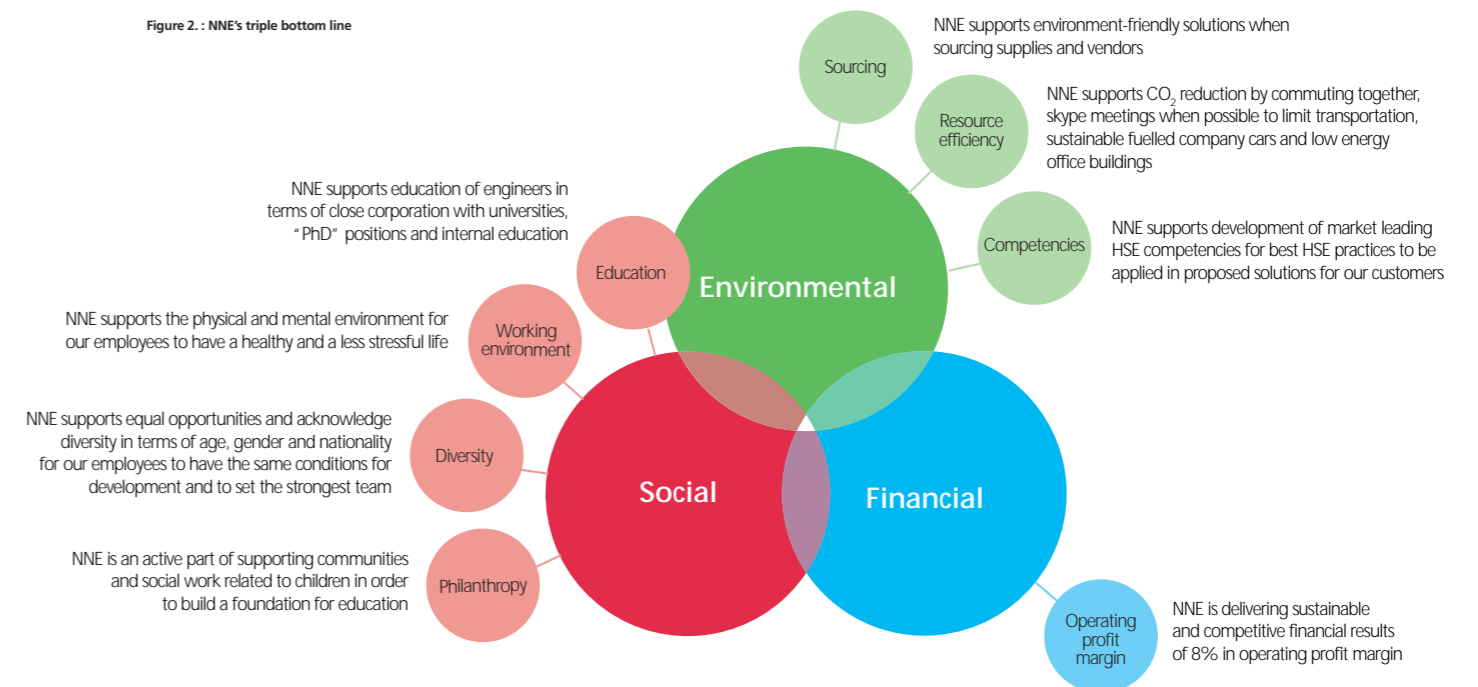 Figure 2. : NNE's triple bottom line
Sourcing
NNE supports environment-friendly solutions when
sourcing supplies and vendors
Resource
efficiency
NNE supports CO₂ reduction by commuting together,
skype meetings when possible to limit transportation,
sustainable fuelled company cars and low energy
office buildings
Competencies
NNE supports development of market leading
HSE competencies for best HSE practices to be
applied in proposed solutions for our customers
Environmental
NNE supports education of engineers in
terms of close corporation with universities,
"PhD" positions and internal education
Education
NNE supports the physical and mental environment for
our employees to have a healthy and a less stressful life
Working
environment
NNE supports equal opportunities and acknowledge
diversity in terms of age, gender and nationality
for our employees to have the same conditions for
development and to set the strongest team
Diversity
NNE is an active part of supporting communities
and social work related to children in order
to build a foundation for education
Philanthropy
Social
Financial
Operating
profit
margin
NNE is delivering sustainable
and competitive financial results
of 8% in operating profit margin